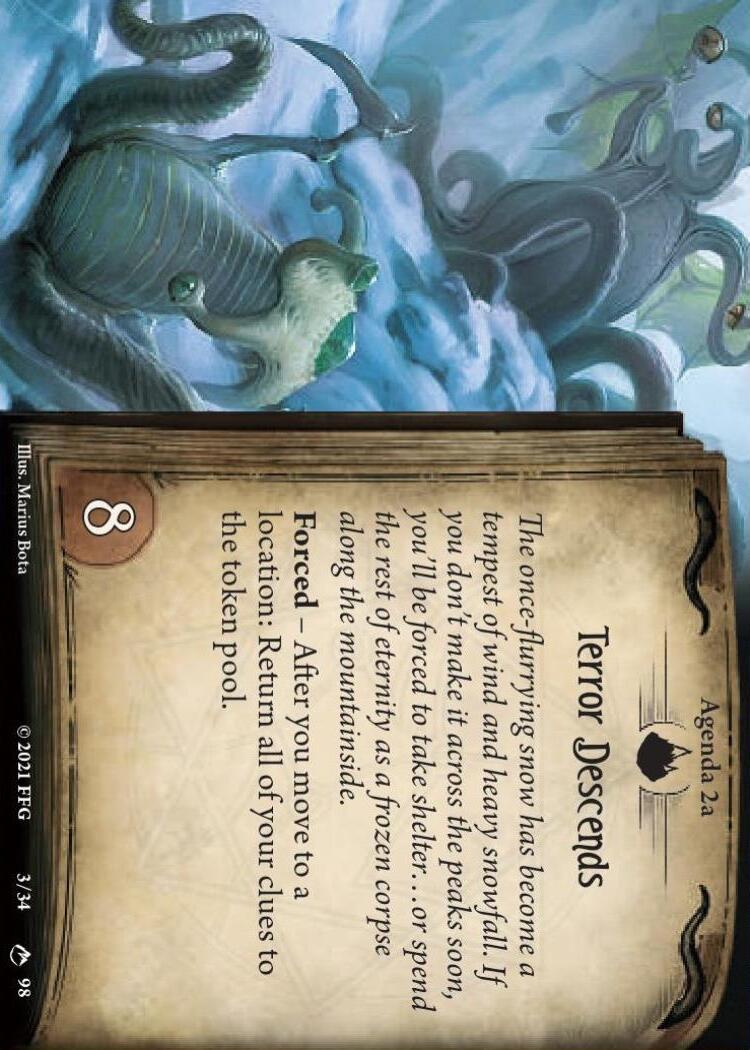 Agenda 2a
Terror Descends
The once-flurrying snow has become a
tempest of wind and heavy snowfall. If
you don't make it across the peaks soon,
you'll be forced to take shelter…or spend
the rest of eternity as a frozen corpse
along the mountainside.
Forced – After you move to a
location: Return all of your clues to
the token pool.
8
Illus. Marius Bota © 2021 FFG 3/34 98